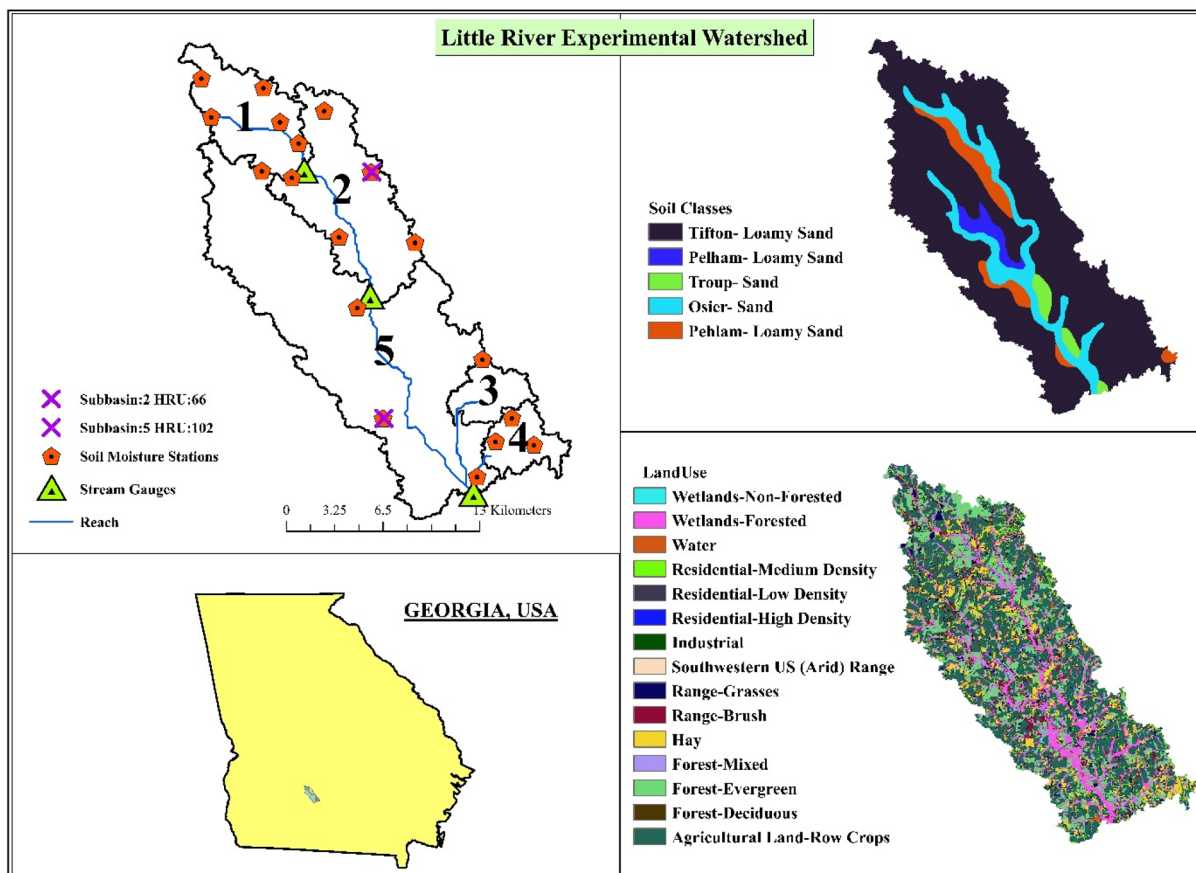 Little River Experimental Watershed
1
2
5
3
4
Subbasin:2 HRU:66
Subbasin:5 HRU:102
Soil Moisture Stations
Stream Gauges
Reach
0 3.25 6.5 13 Kilometers
Soil Classes
Tifton- Loamy Sand
Pelham- Loamy Sand
Troup- Sand
Osier- Sand
Pehlam- Loamy Sand
GEORGIA, USA
LandUse
Wetlands-Non-Forested
Wetlands-Forested
Water
Residential-Medium Density
Residential-Low Density
Residential-High Density
Industrial
Southwestern US (Arid) Range
Range-Grasses
Range-Brush
Hay
Forest-Mixed
Forest-Evergreen
Forest-Deciduous
Agricultural Land-Row Crops